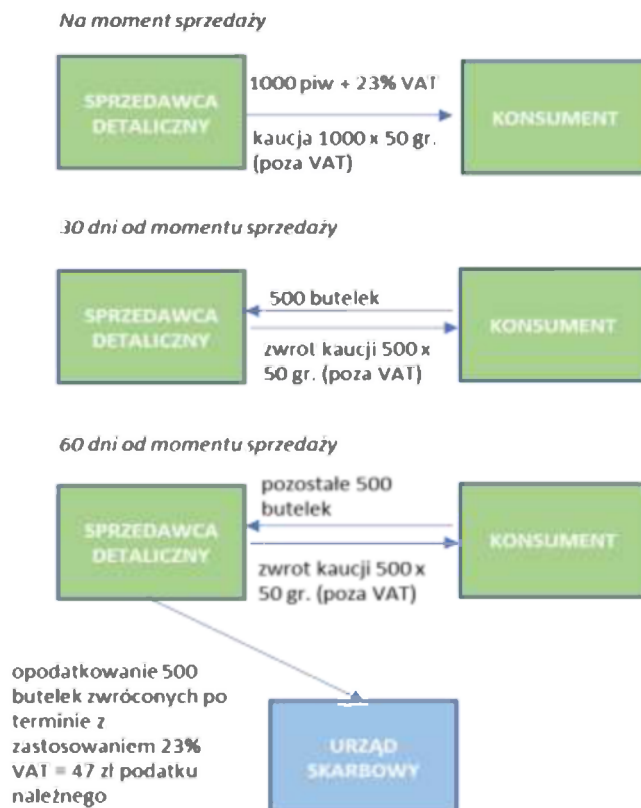 Na moment sprzedaży
SPRZEDAWCA
DETALICZNY
1000 piw + 23% VAT
kaucja 1000 x 50 gr.
(poza VAT)
KONSUMENT
30 dni od momentu sprzedaży
SPRZEDAWCA
DETALICZNY
500 butelek
zwrot kaucji 500 x
50 gr. (poza VAT)
KONSUMENT
60 dni od momentu sprzedaży
SPRZEDAWCA
DETALICZNY
pozostałe 500
butelek
zwrot kaucji 500 x
50 gr. (poza VAT)
KONSUMENT
opodatkowanie 500
butelek zwróconych po
terminie z
zastosowaniem 23%
VAT = 47 zł podatku
należnego
URZĄD
SKARBOWY